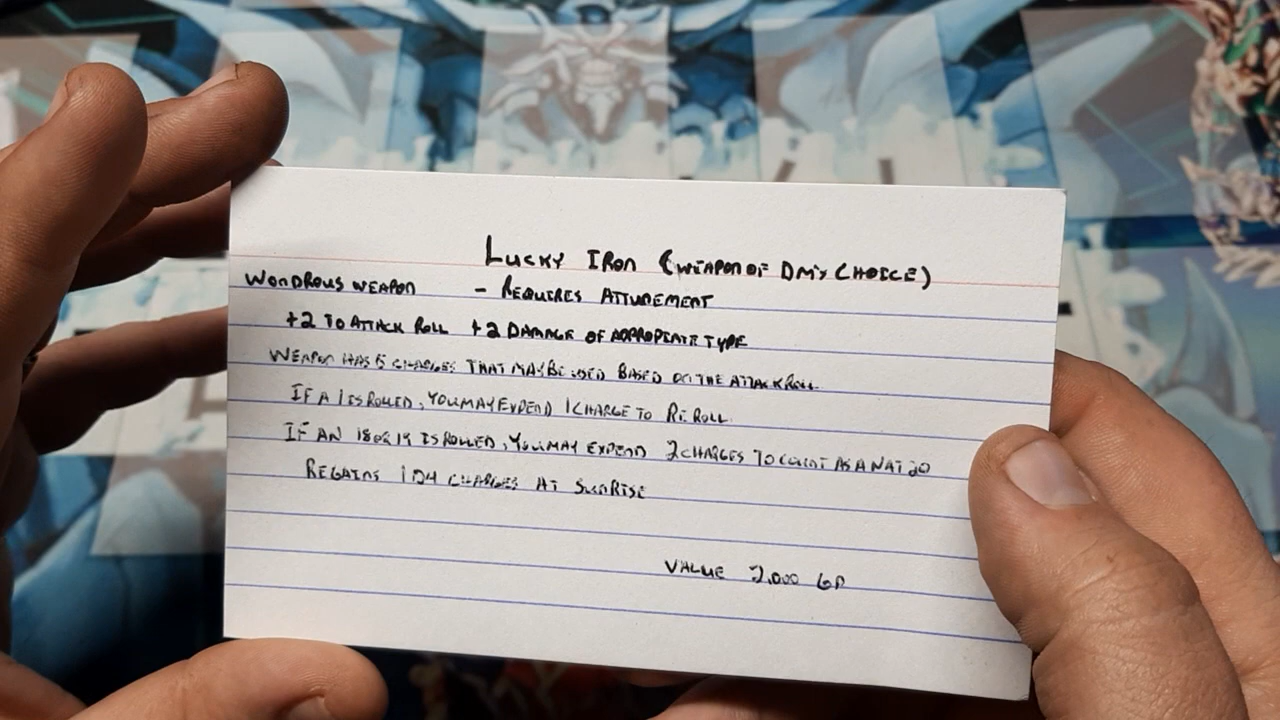 Lucky Iron (Weapon of DM's Choice)
Wondrous Weapon - Requires Attunement
+2 to Attack Roll +2 Damage of Appropriate Type
Weapon has 5 charges that may be used based on the attack roll.
If a 1 is rolled, you may expend 1 charge to reroll.
If an 18 or 19 is rolled, you may expend 2 charges to count as a nat 20
Regains 1D4 charges at sunrise
Value 2,000 GP